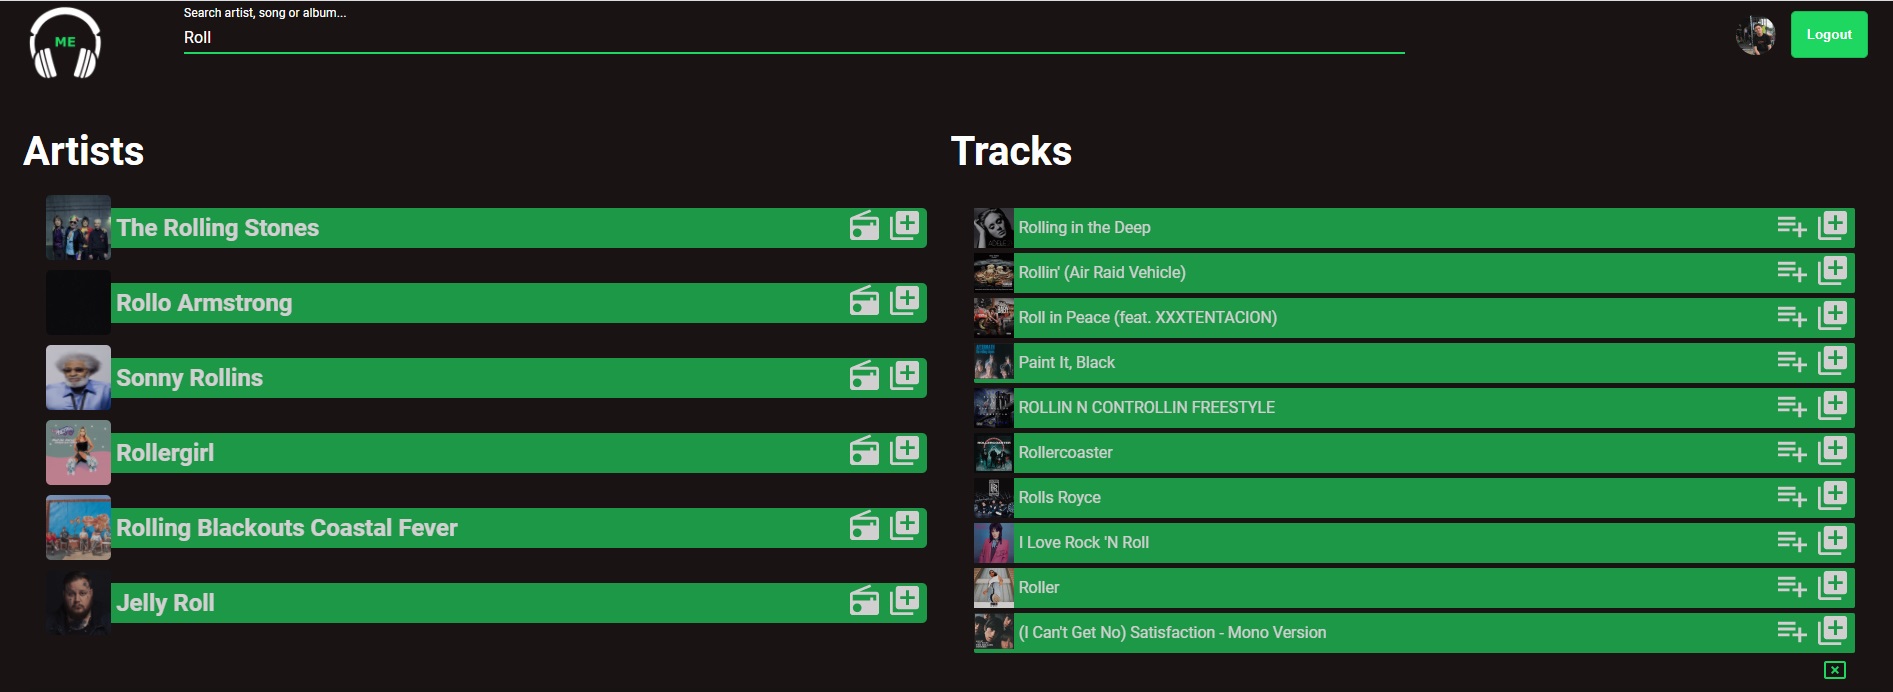 ME
Search artist, song or album...
Roll
Logout
Artists
The Rolling Stones
Rollo Armstrong
Sonny Rollins
Rollergirl
Rolling Blackouts Coastal Fever
Jelly Roll
Tracks
Rolling in the Deep
Rollin' (Air Raid Vehicle)
Roll in Peace (feat. XXXTENTACION)
Paint It, Black
ROLLIN N CONTROLLIN FREESTYLE
Rollercoaster
Rolls Royce
I Love Rock 'N Roll
Roller
(I Can't Get No) Satisfaction - Mono Version